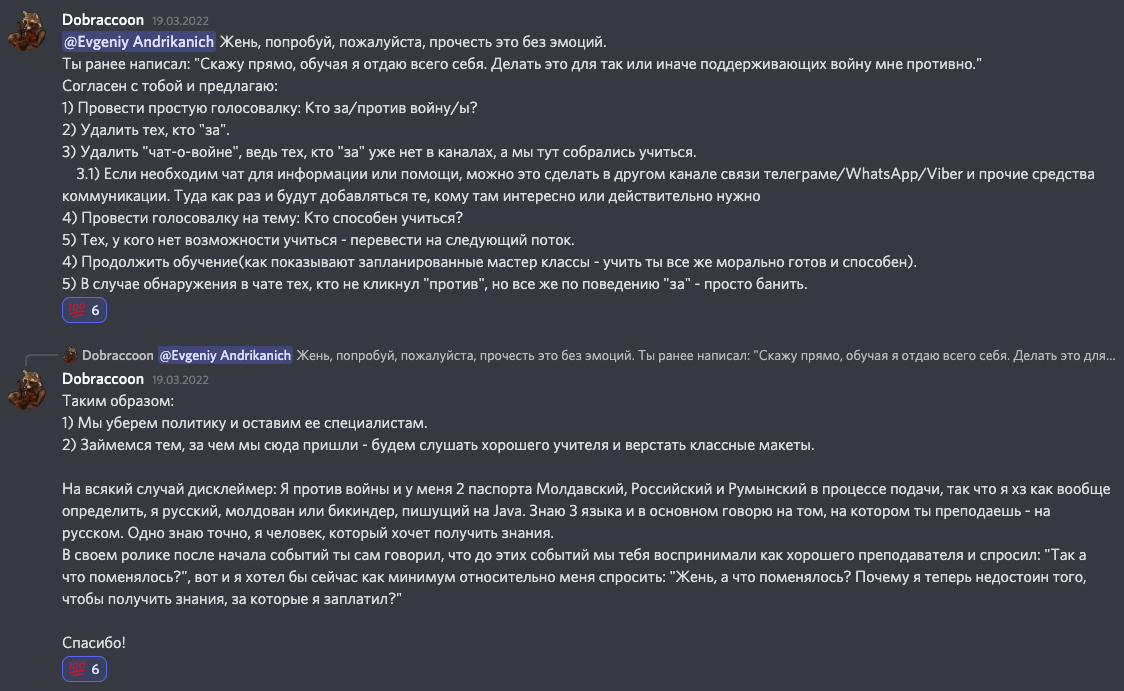 Dobraccoon 19.03.2022
@Evgeniy Andrikanich Жень, попробуй, пожалуйста, прочесть это без эмоций.
Ты ранее написал: "Скажу прямо, обучая я отдаю всего себя. Делать это для так или иначе поддерживающих войну мне противно."
Согласен с тобой и предлагаю:
1) Провести простую голосовалку: Кто за/против войну/ы?
2) Удалить тех, кто "за".
3) Удалить "чат-о-войне", ведь тех, кто "за" уже нет в каналах, а мы тут собрались учиться.
3.1) Если необходим чат для информации или помощи, можно это сделать в другом канале связи телеграме/WhatsApp/Viber и прочие средства
коммуникации. Туда как раз и будут добавляться те, кому там интересно или действительно нужно
4) Провести голосовалку на тему: Кто способен учиться?
5) Тех, у кого нет возможности учиться - перевести на следующий поток.
4) Продолжить обучение(как показывают запланированные мастер классы - учить ты все же морально готов и способен).
5) В случае обнаружения в чате тех, кто не кликнул "против", но все же по поведению "за" - просто банить.
💯 6
Dobraccoon @Evgeniy Andrikanich Жень, попробуй, пожалуйста, прочесть это без эмоций. Ты ранее написал: "Скажу прямо, обучая я отдаю всего себя. Делать это для...
Dobraccoon 19.03.2022
Таким образом:
1) Мы уберем политику и оставим ее специалистам.
2) Займемся тем, за чем мы сюда пришли - будем слушать хорошего учителя и верстать классные макеты.
На всякий случай дисклеймер: Я против войны и у меня 2 паспорта Молдавский, Российский и Румынский в процессе подачи, так что я хз как вообще
определить, я русский, молдован или бикиндер, пишущий на Java. Знаю 3 языка и в основном говорю на том, на котором ты преподаешь - на
русском. Одно знаю точно, я человек, который хочет получить знания.
В своем ролике после начала событий ты сам говорил, что до этих событий мы тебя воспринимали как хорошего преподавателя и спросил: "Так а
что поменялось?", вот и я хотел бы сейчас как минимум относительно меня спросить: "Жень, а что поменялось? Почему я теперь недостоин того,
чтобы получить знания, за которые я заплатил?"
Спасибо!
💯 6